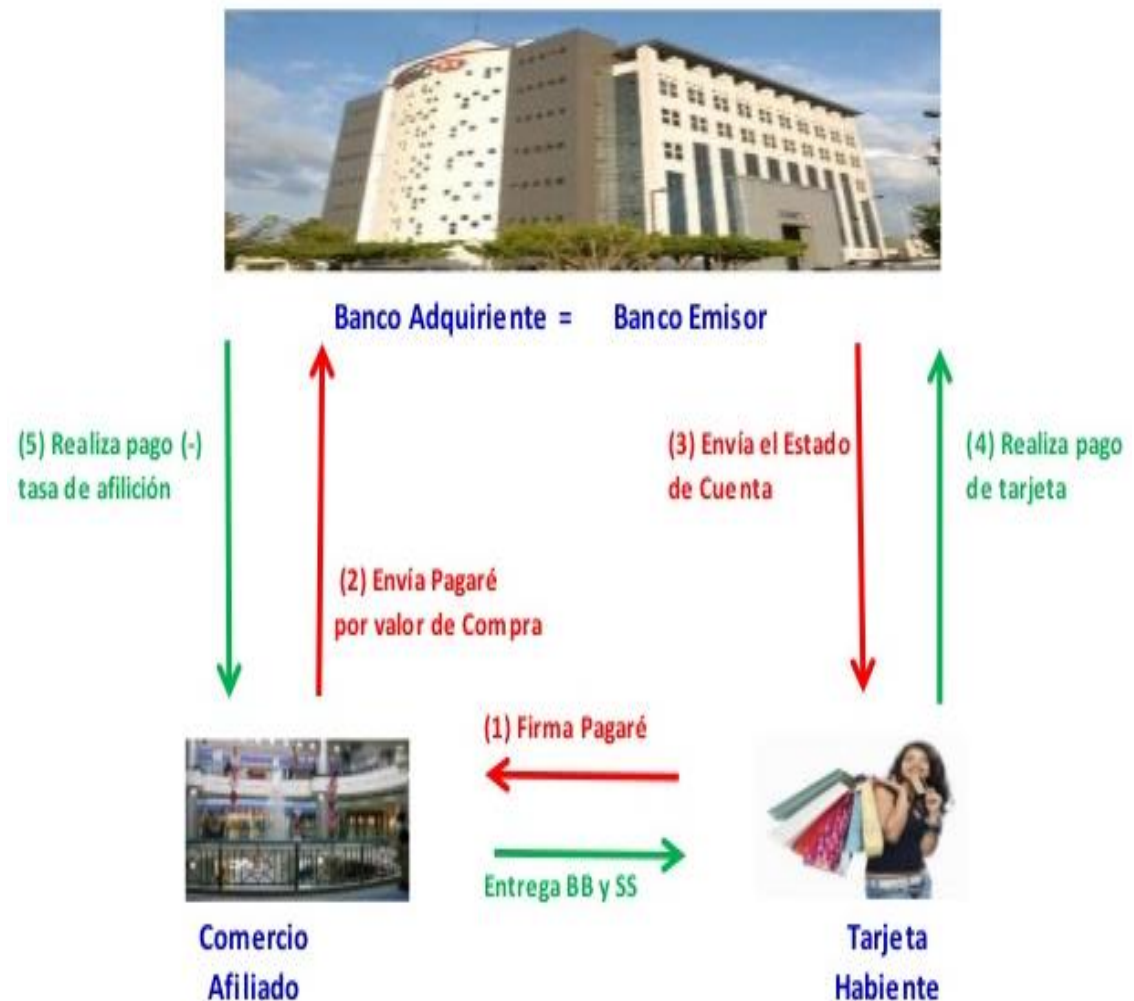 Banco Adquiriente = Banco Emisor
(5) Realiza pago (-)
tasa de afilición
(2) Envía Pagaré
por valor de Compra
(3) Envía el Estado
de Cuenta
(4) Realiza pago
de tarjeta
(1) Firma Pagaré
Entrega BB y SS
Comercio
Afiliado
Tarjeta
Habiente